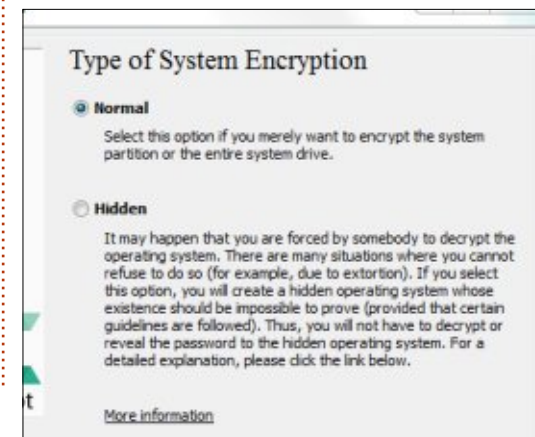 Type of System Encryption
Normal
Select this option if you merely want to encrypt the system
partition or the entire system drive.
Hidden
It may happen that you are forced by somebody to decrypt the
operating system. There are many situations where you cannot
refuse to do so (for example, due to extortion). If you select
this option, you will create a hidden operating system whose
existence should be impossible to prove (provided that certain
guidelines are followed). Thus, you will not have to decrypt or
reveal the password to the hidden operating system. For a
detailed explanation, please click the link below.
More information